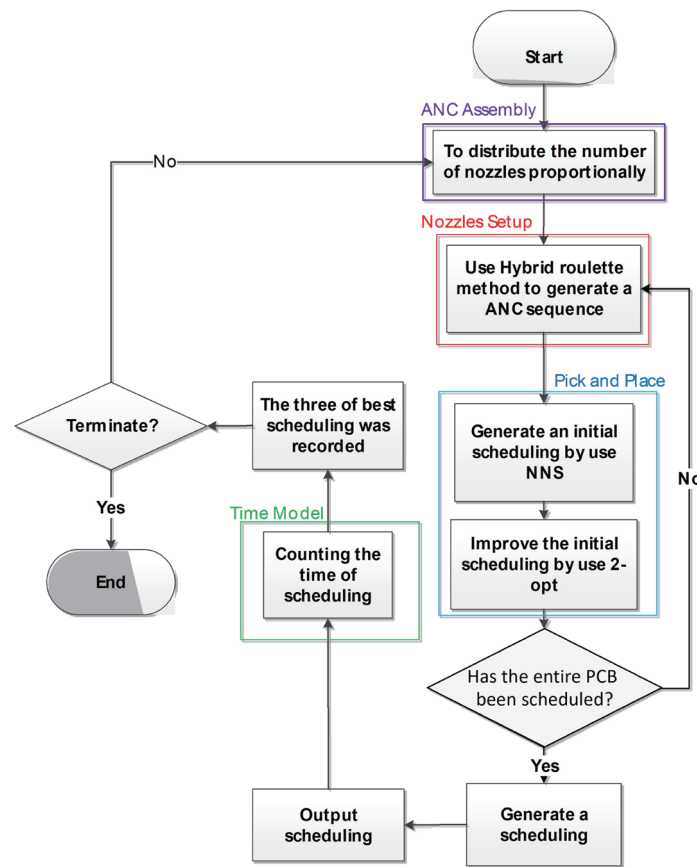 Start
ANC Assembly
To distribute the number
of nozzles proportionally
No
Nozzles Setup
Use Hybrid roulette
method to generate a
ANC sequence
Pick and Place
Generate an initial
scheduling by use
NNS
Improve the initial
scheduling by use 2-
opt
No
Has the entire PCB
been scheduled?
Yes
Generate a
scheduling
Output
scheduling
Time Model
Counting the
time of
scheduling
The three of best
scheduling was
recorded
Terminate?
Yes
End